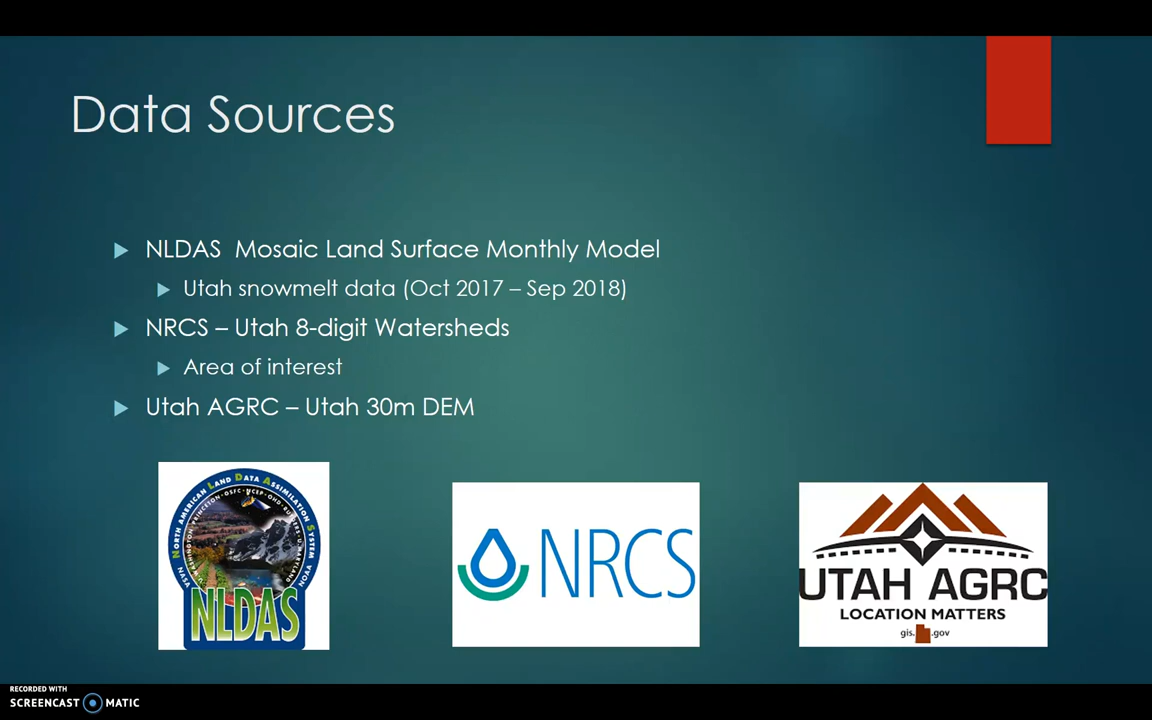 Data Sources
NLDAS Mosaic Land Surface Monthly Model
Utah snowmelt data (Oct 2017 – Sep 2018)
NRCS – Utah 8-digit Watersheds
Area of interest
Utah AGRC – Utah 30m DEM
NORTH AMERICAN LAND DATA ASSIMILATION SYSTEM
NASA
NOAA
NLDAS
NRCS
UTAH AGRC
LOCATION MATTERS
gis. .gov
RECORDED WITH
SCREENCAST MATIC